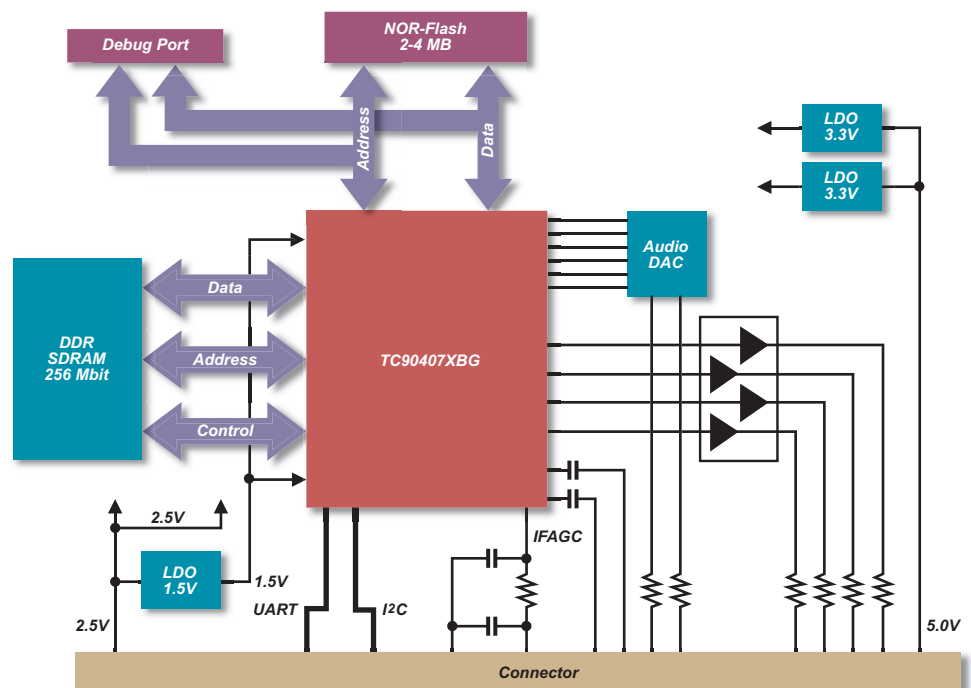 NOR-Flash
2-4 MB
Debug Port
Address
Data
LDO
3.3V
LDO
3.3V
Audio
DAC
DDR
SDRAM
256 Mbit
Data
Address
Control
TC90407XBG
2.5V
LDO
1.5V
1.5V
2.5V
UART
I²C
IFAGC
5.0V
Connector